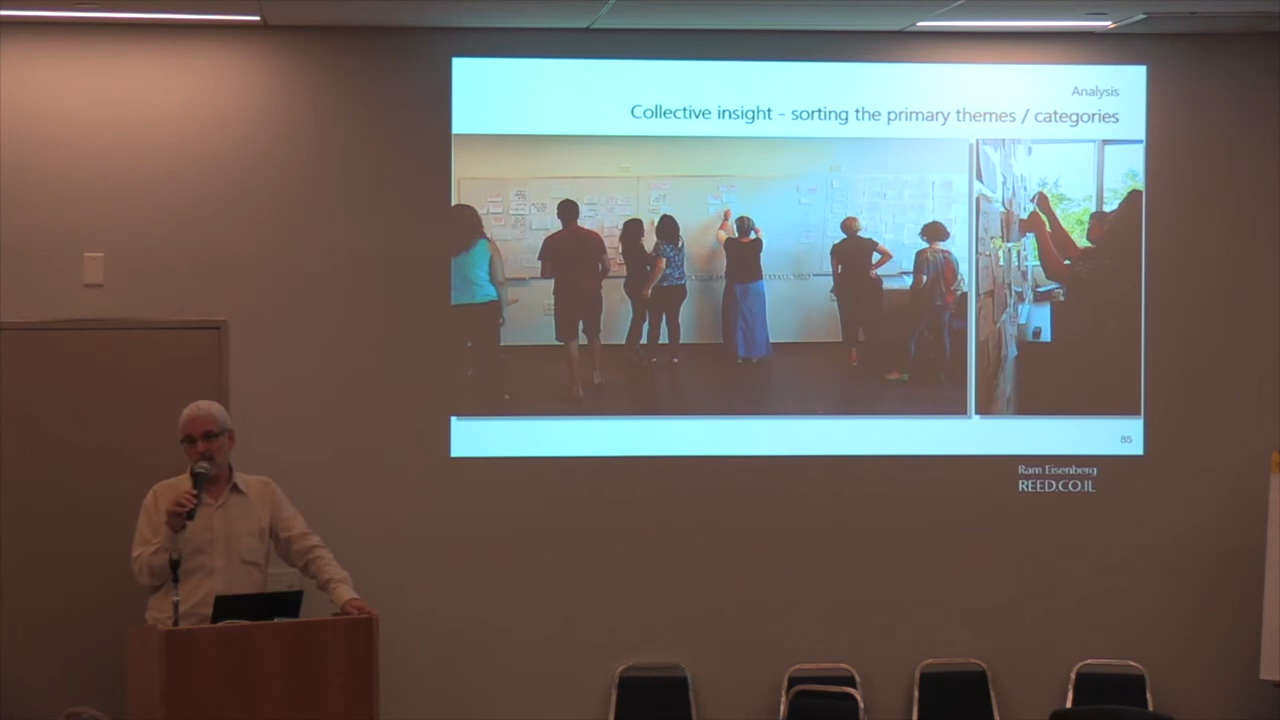 Analysis
Collective insight - sorting the primary themes / categories
85
Ram Eisenberg
REED.CO.IL